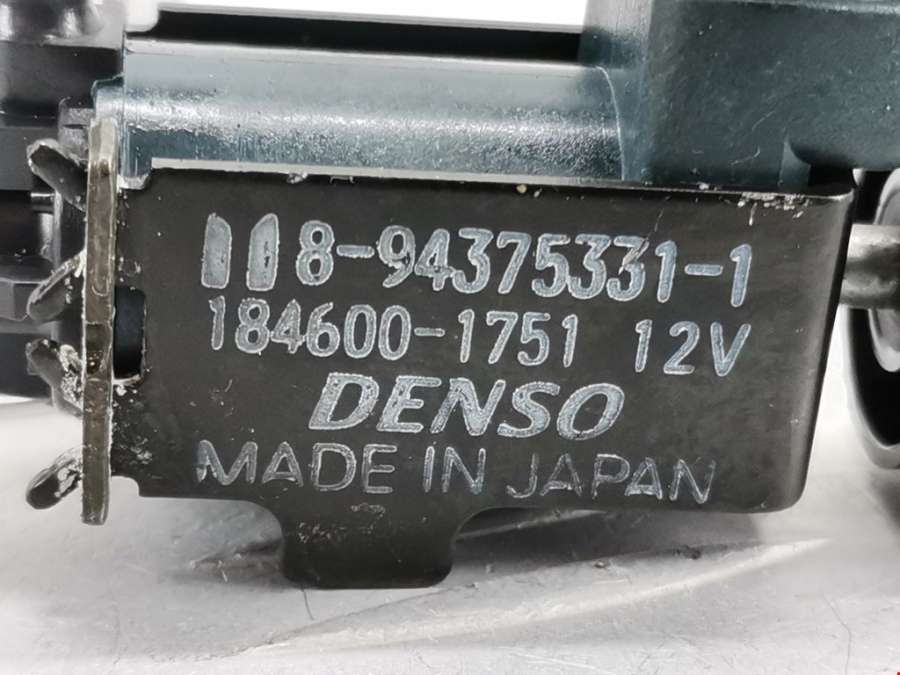 8-94375331-1
184600-1751 12V
DENSO
MADE IN JAPAN